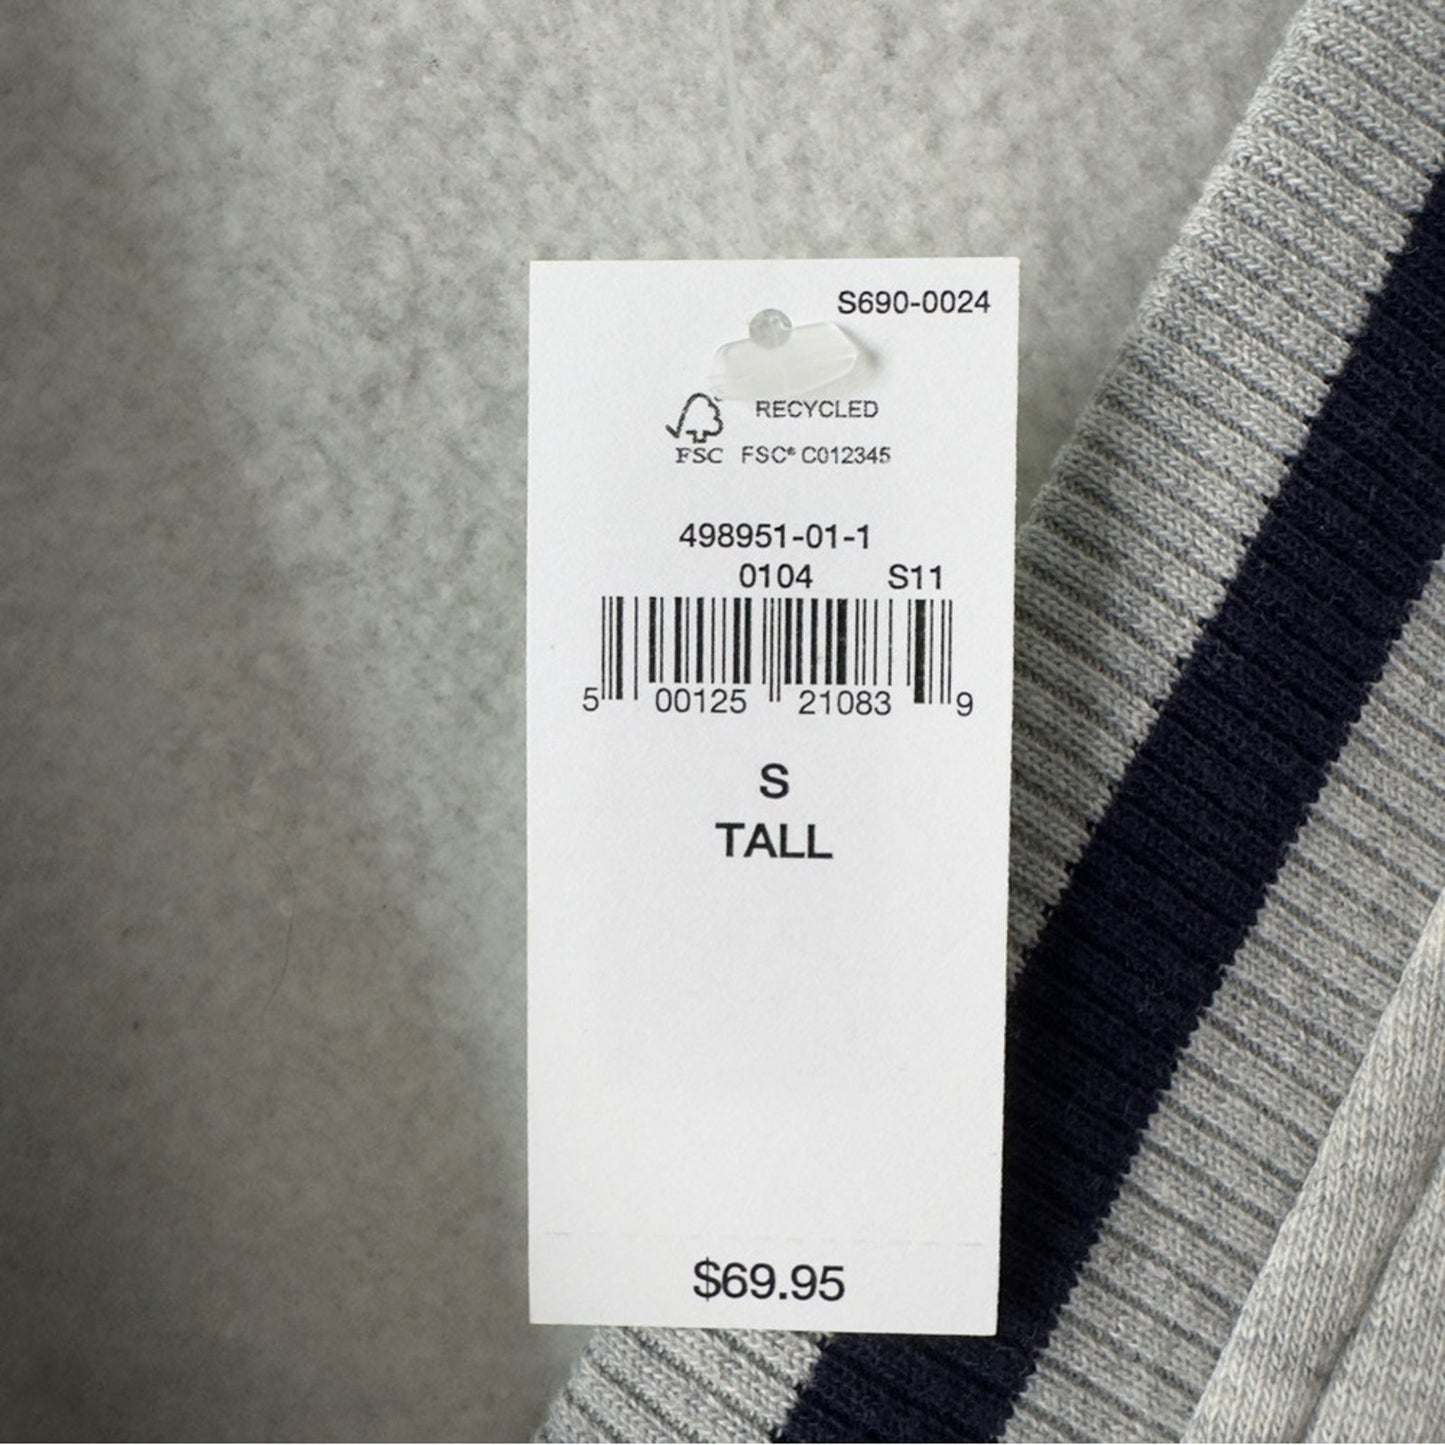 S690-0024
RECYCLED
FSC FSC® C012345
498951-01-1
0104 S11
5 00125 21083 9
S
TALL
$69.95